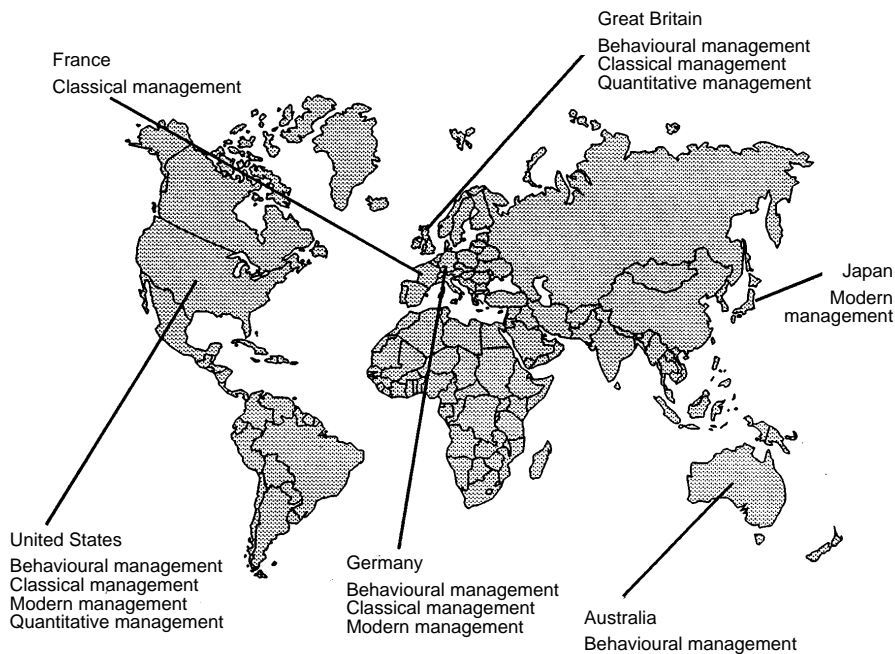 Great Britain
Behavioural management
Classical management
Quantitative management
France
Classical management
Japan
Modern
management
United States
Behavioural management
Classical management
Modern management
Quantitative management
Germany
Behavioural management
Classical management
Modern management
Australia
Behavioural management